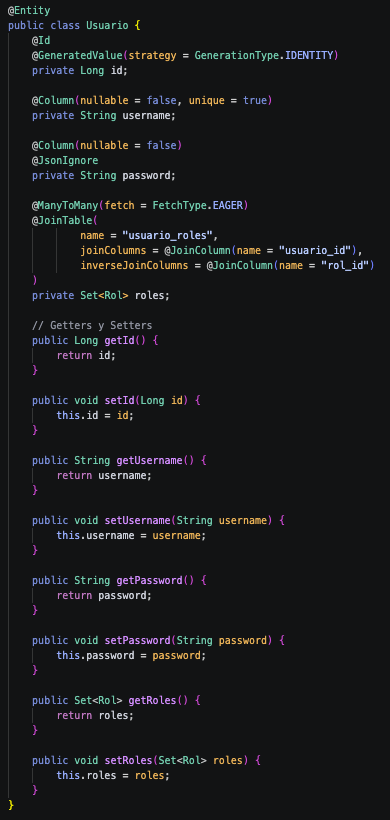 @Entity
public class Usuario {
    @Id
    @GeneratedValue(strategy = GenerationType.IDENTITY)
    private Long id;

    @Column(nullable = false, unique = true)
    private String username;

    @Column(nullable = false)
    @JsonIgnore
    private String password;

    @ManyToMany(fetch = FetchType.EAGER)
    @JoinTable(
            name = "usuario_roles",
            joinColumns = @JoinColumn(name = "usuario_id"),
            inverseJoinColumns = @JoinColumn(name = "rol_id")
    )
    private Set<Rol> roles;

    // Getters y Setters
    public Long getId() {
        return id;
    }

    public void setId(Long id) {
        this.id = id;
    }

    public String getUsername() {
        return username;
    }

    public void setUsername(String username) {
        this.username = username;
    }

    public String getPassword() {
        return password;
    }

    public void setPassword(String password) {
        this.password = password;
    }

    public Set<Rol> getRoles() {
        return roles;
    }

    public void setRoles(Set<Rol> roles) {
        this.roles = roles;
    }
}